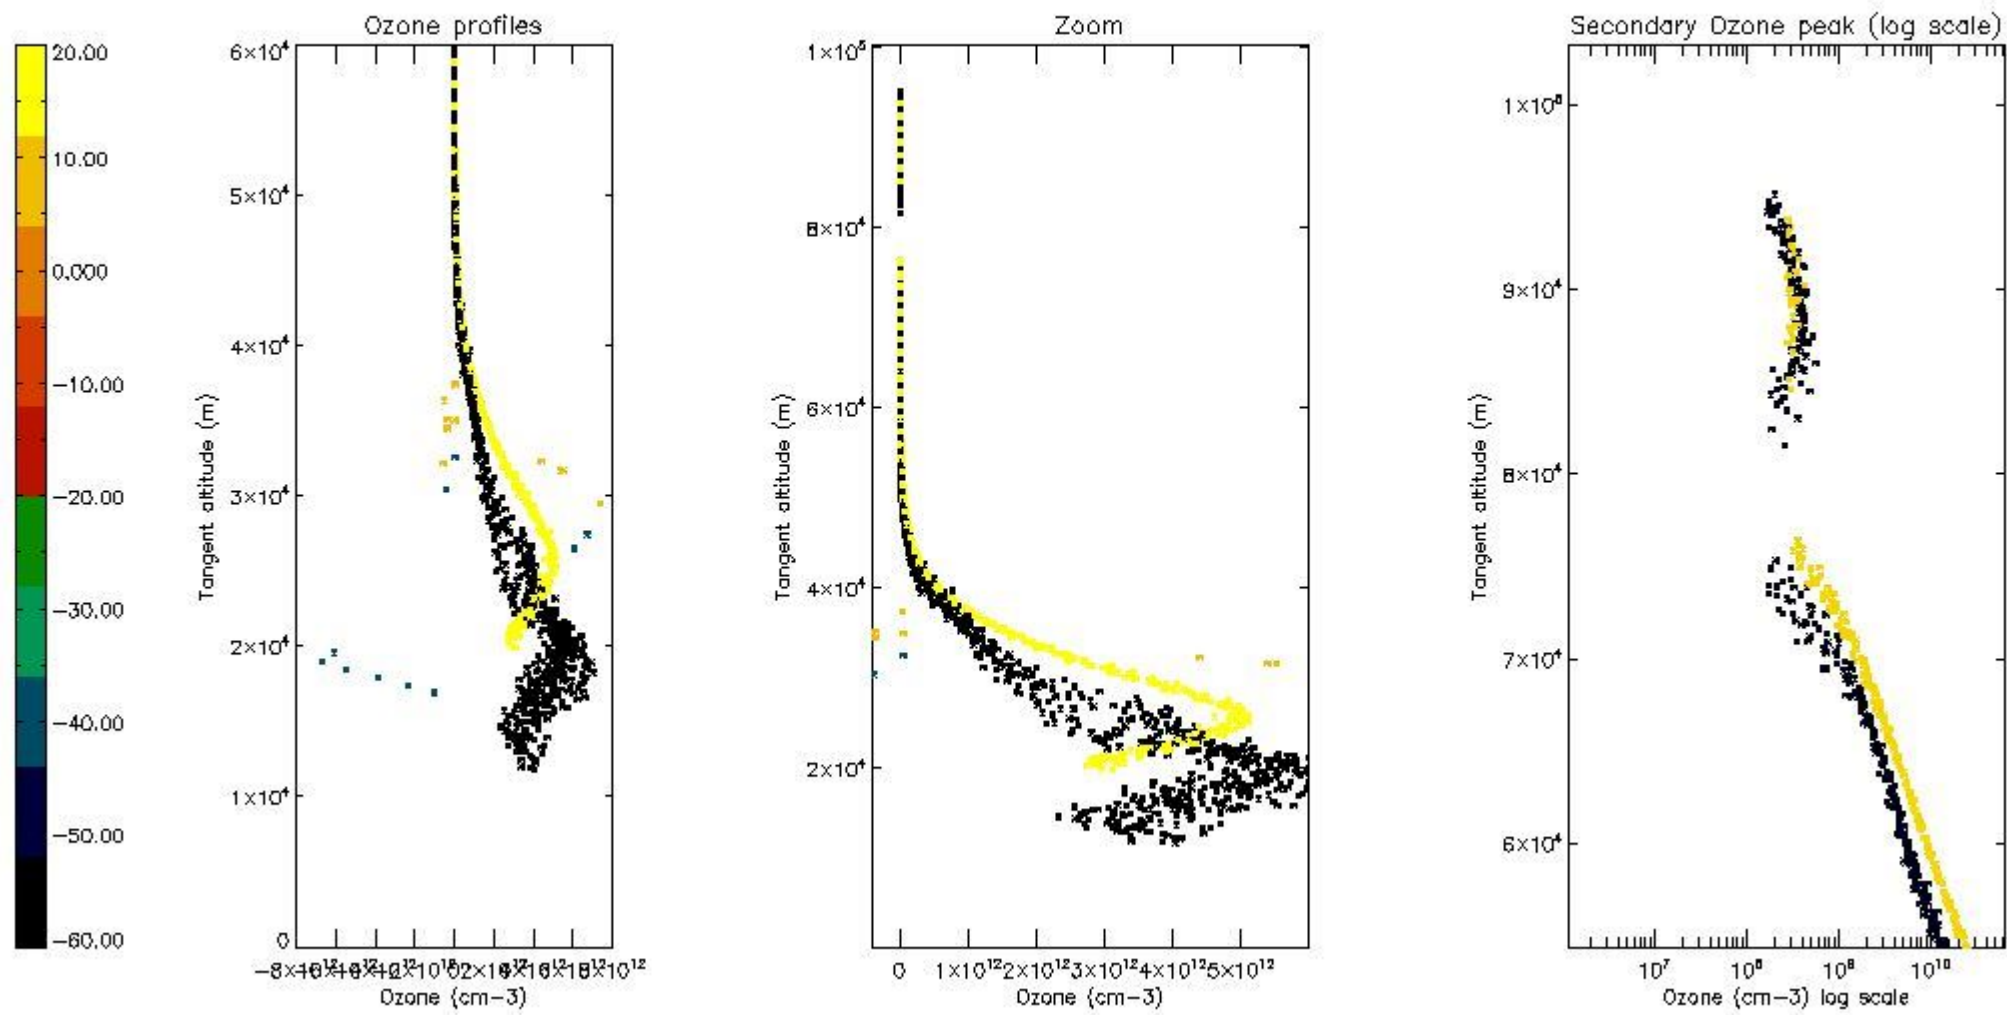 Ozone profiles
Zoom
Secondary Ozone peak (log scale)
20.00
10.00
0.000
−10.00
−20.00
−30.00
−40.00
−50.00
−60.00
6×10⁴
5×10⁴
4×10⁴
3×10⁴
2×10⁴
1×10⁴
0
Tangent altitude (m)
Ozone (cm−3)
1×10⁵
8×10⁴
6×10⁴
4×10⁴
2×10⁴
Tangent altitude (m)
0 1×10¹² 2×10¹² 3×10¹² 4×10¹² 5×10¹²
Ozone (cm−3)
9×10⁴
8×10⁴
7×10⁴
6×10⁴
Tangent altitude (m)
10⁷ 10⁹ 10¹⁰
Ozone (cm−3) log scale